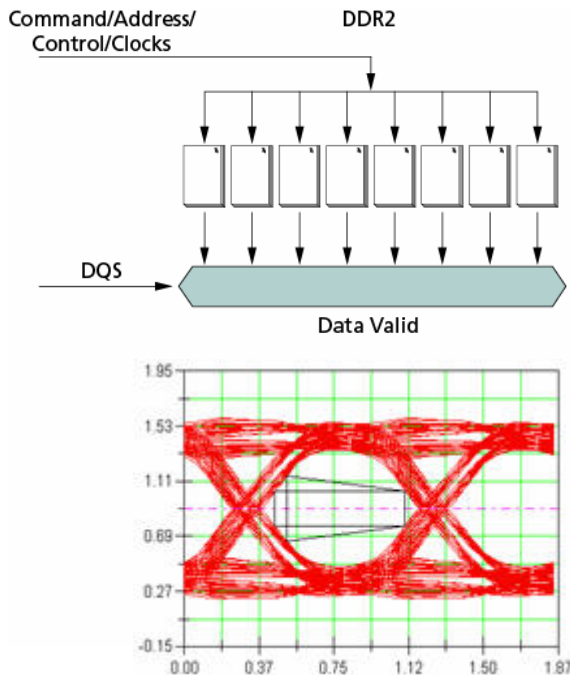 Command/Address/
Control/Clocks
DDR2
DQS
Data Valid
1.95
1.53
1.11
0.69
0.27
-0.15
0.00 0.37 0.75 1.12 1.50 1.87